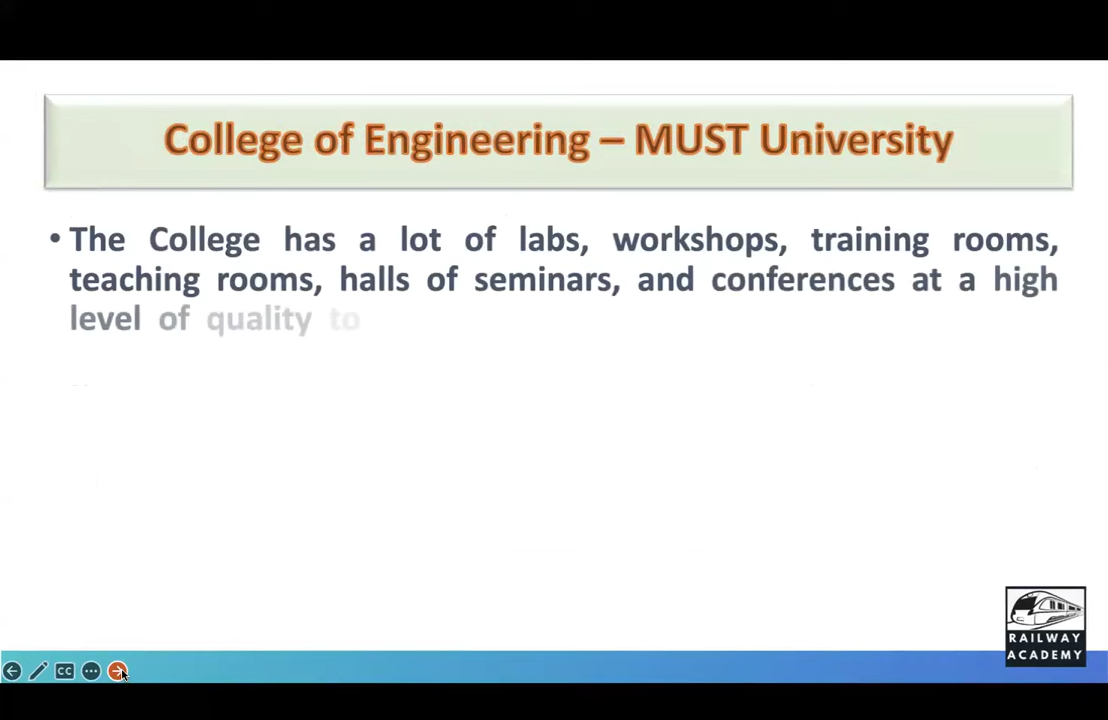 College of Engineering – MUST University
• The College has a lot of labs, workshops, training rooms,
teaching rooms, halls of seminars, and conferences at a high
level of quality to
RAILWAY
ACADEMY
CC